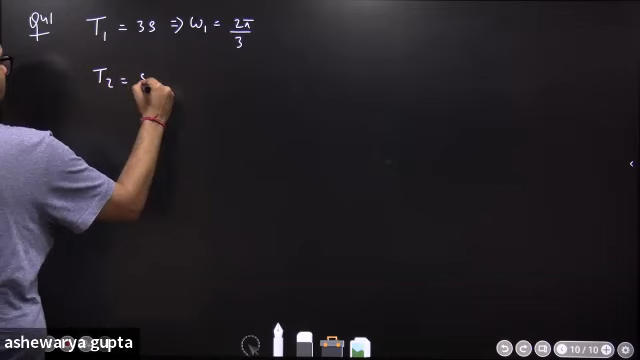 Q41 T₁ = 3s ⇒ ω₁ = 2π/3
T₂ =
ashewarya gupta
10 / 10